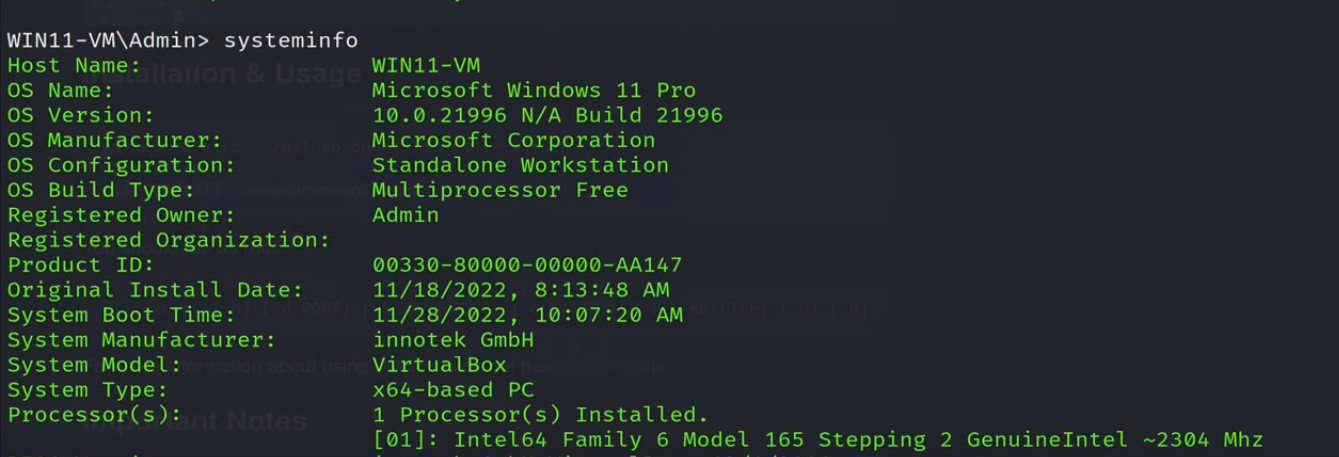 WIN11-VM\Admin> systeminfo
Host Name: WIN11-VM
Installation & Usage
OS Name: Microsoft Windows 11 Pro
OS Version: 10.0.21996 N/A Build 21996
OS Manufacturer: Microsoft Corporation
OS Configuration: Standalone Workstation
OS Build Type: Multiprocessor Free
Registered Owner: Admin
Registered Organization:
Product ID: 00330-80000-00000-AA147
Original Install Date: 11/18/2022, 8:13:48 AM
System Boot Time: 11/28/2022, 10:07:20 AM
System Manufacturer: innotek GmbH
System Model: VirtualBox
System Type: x64-based PC
Processor(s): 1 Processor(s) Installed.
Important Notes
[01]: Intel64 Family 6 Model 165 Stepping 2 GenuineIntel ~2304 Mhz